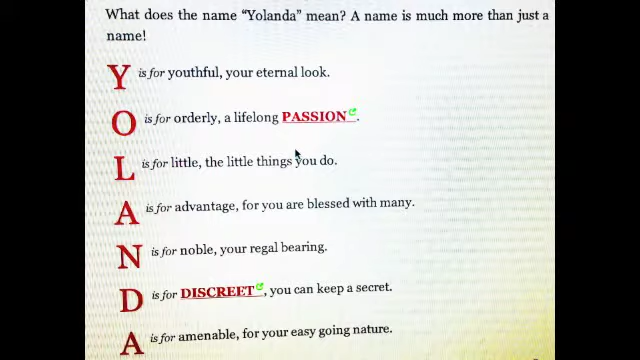 What does the name “Yolanda” mean? A name is much more than just a
name!
Y is for youthful, your eternal look.
O is for orderly, a lifelong PASSION.
L is for little, the little things you do.
A is for advantage, for you are blessed with many.
N is for noble, your regal bearing.
D is for DISCREET, you can keep a secret.
A is for amenable, for your easy going nature.